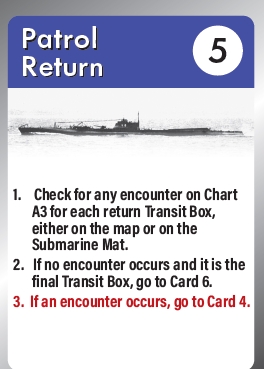 Patrol
Return
5
1. Check for any encounter on Chart
A3 for each return Transit Box,
either on the map or on the
Submarine Mat.
2. If no encounter occurs and it is the
final Transit Box, go to Card 6.
3. If an encounter occurs, go to Card 4.